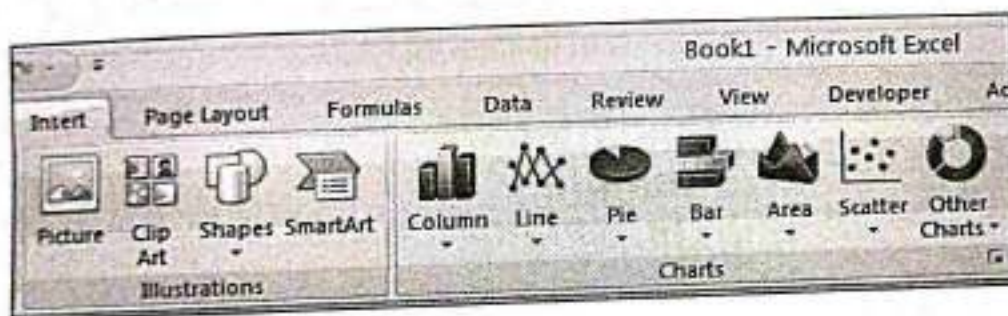 Book1 - Microsoft Excel
Insert Page Layout Formulas Data Review View Developer Ac
Picture Clip Art Shapes SmartArt Column Line Pie Bar Area Scatter Other Charts
Illustrations Charts